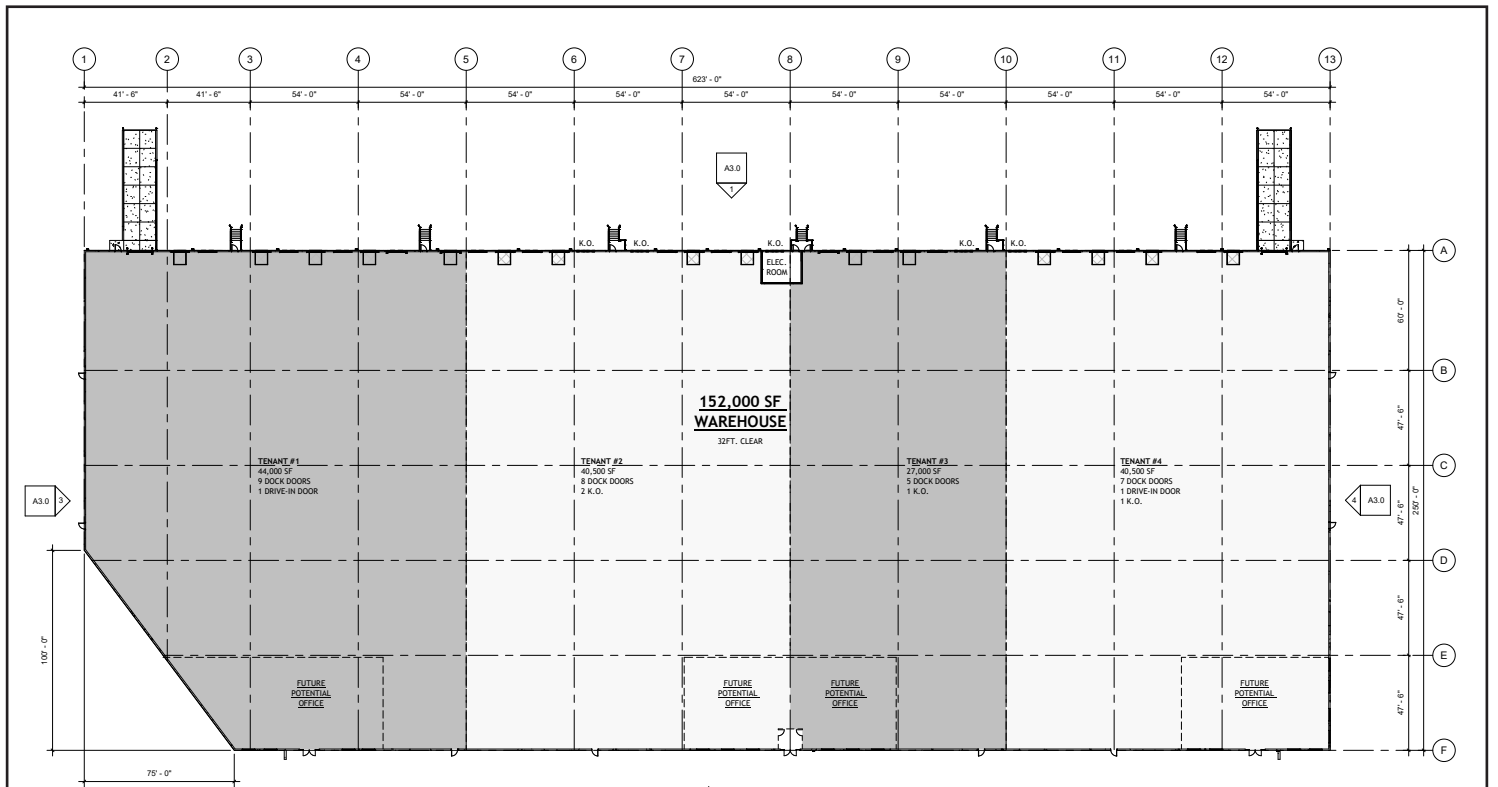 1 2 3 4 5 6 7 8 9 10 11 12 13
623' - 0"
41' - 6" 41' - 6" 54' - 0" 54' - 0" 54' - 0" 54' - 0" 54' - 0" 54' - 0" 54' - 0" 54' - 0" 54' - 0" 54' - 0"
A3.0
1
K.O. K.O. K.O. K.O. K.O.
A
ELEC.
ROOM
60' - 0"
B
152,000 SF
WAREHOUSE
32FT. CLEAR
47' - 6"
C
TENANT #1
44,000 SF
9 DOCK DOORS
1 DRIVE-IN DOOR
TENANT #2
40,500 SF
8 DOCK DOORS
2 K.O.
TENANT #3
27,000 SF
5 DOCK DOORS
1 K.O.
TENANT #4
40,500 SF
7 DOCK DOORS
1 DRIVE-IN DOOR
1 K.O.
A3.0 3
4 A3.0
47' - 6"
250' - 0"
D
47' - 6"
100' - 0"
E
FUTURE
POTENTIAL
OFFICE
FUTURE
POTENTIAL
OFFICE
FUTURE
POTENTIAL
OFFICE
FUTURE
POTENTIAL
OFFICE
47' - 6"
F
75' - 0"